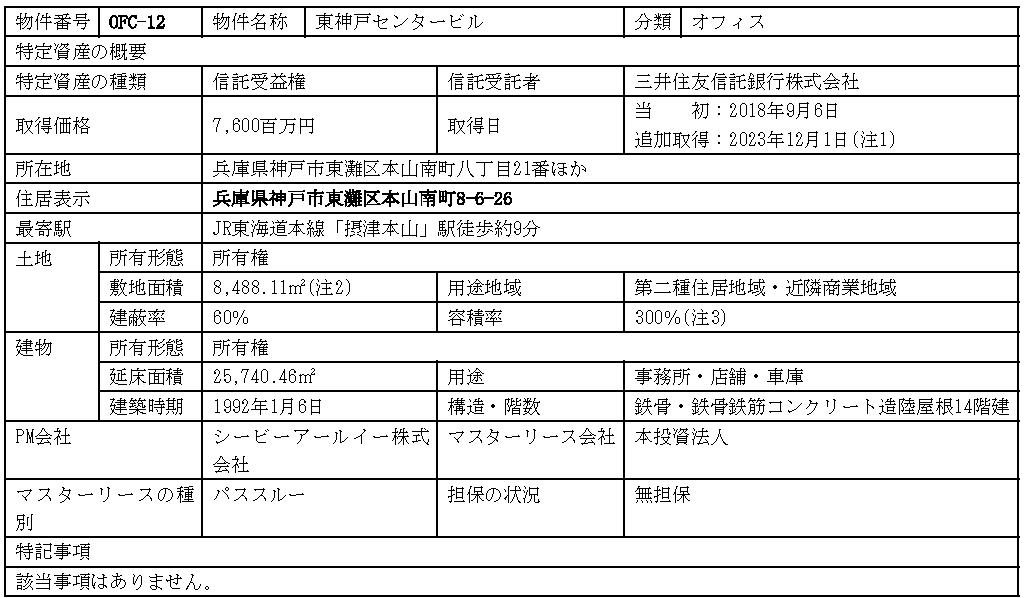 物件番号 OFC-12 物件名称 東神戸センタービル 分類 オフィス
特定資産の概要
特定資産の種類 信託受益権 信託受託者 三井住友信託銀行株式会社
取得価格 7,600百万円 取得日 当　　初：2018年9月6日
追加取得：2023年12月1日(注1)
所在地 兵庫県神戸市東灘区本山南町八丁目21番ほか
住居表示 兵庫県神戸市東灘区本山南町8-6-26
最寄駅 JR東海道本線「摂津本山」駅徒歩約9分
土地 所有形態 所有権
敷地面積 8,488.11㎡(注2) 用途地域 第二種住居地域・近隣商業地域
建蔽率 60% 容積率 300%(注3)
建物 所有形態 所有権
延床面積 25,740.46㎡ 用途 事務所・店舗・車庫
建築時期 1992年1月6日 構造・階数 鉄骨・鉄骨鉄筋コンクリート造陸屋根14階建
PM会社 シービーアールイー株式 マスターリース会社 本投資法人
会社
マスターリースの種 パススルー 担保の状況 無担保
別
特記事項
該当事項はありません。